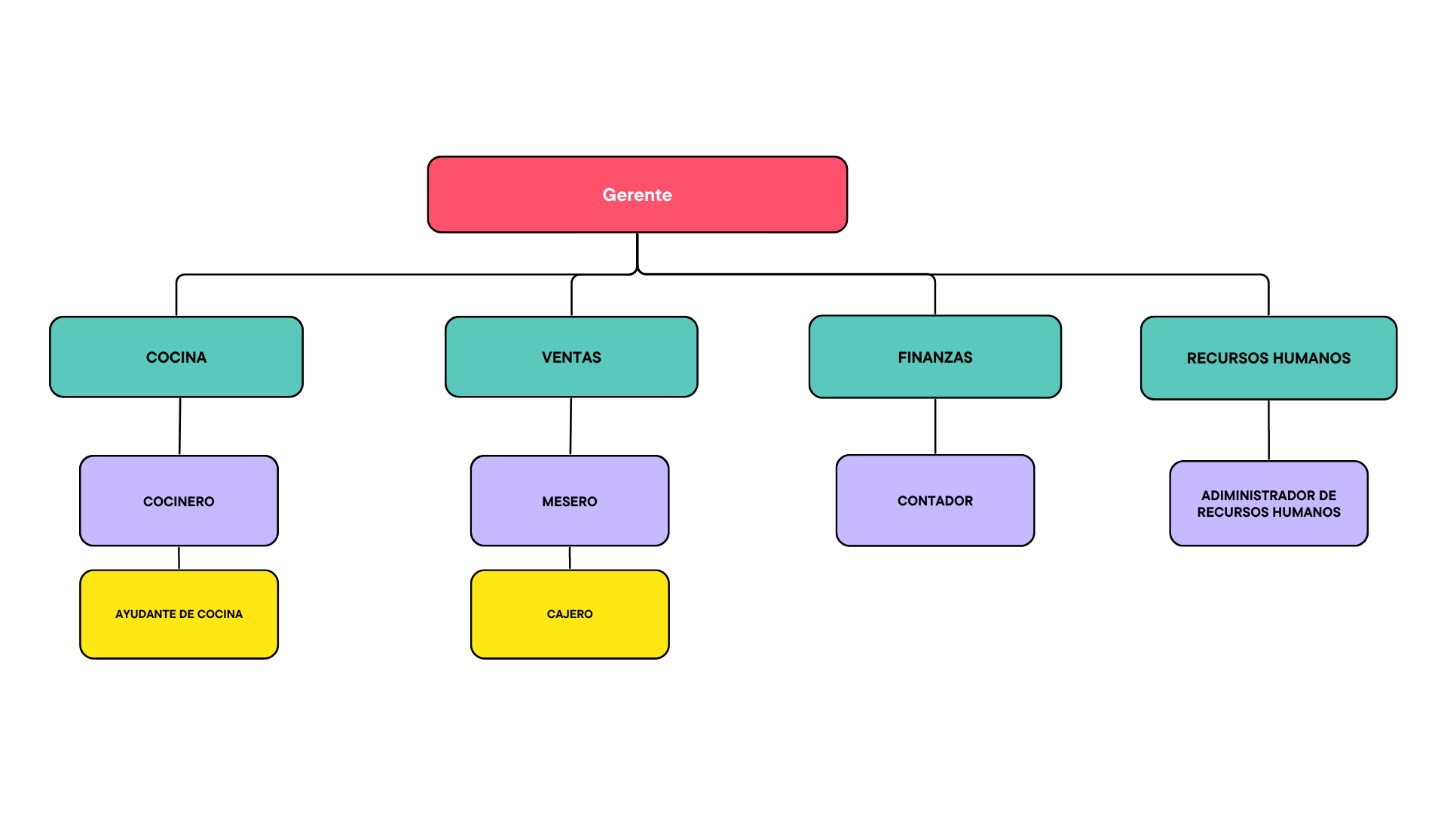 Gerente
COCINA
VENTAS
FINANZAS
RECURSOS HUMANOS
COCINERO
MESERO
CONTADOR
ADIMINISTRADOR DE
RECURSOS HUMANOS
AYUDANTE DE COCINA
CAJERO